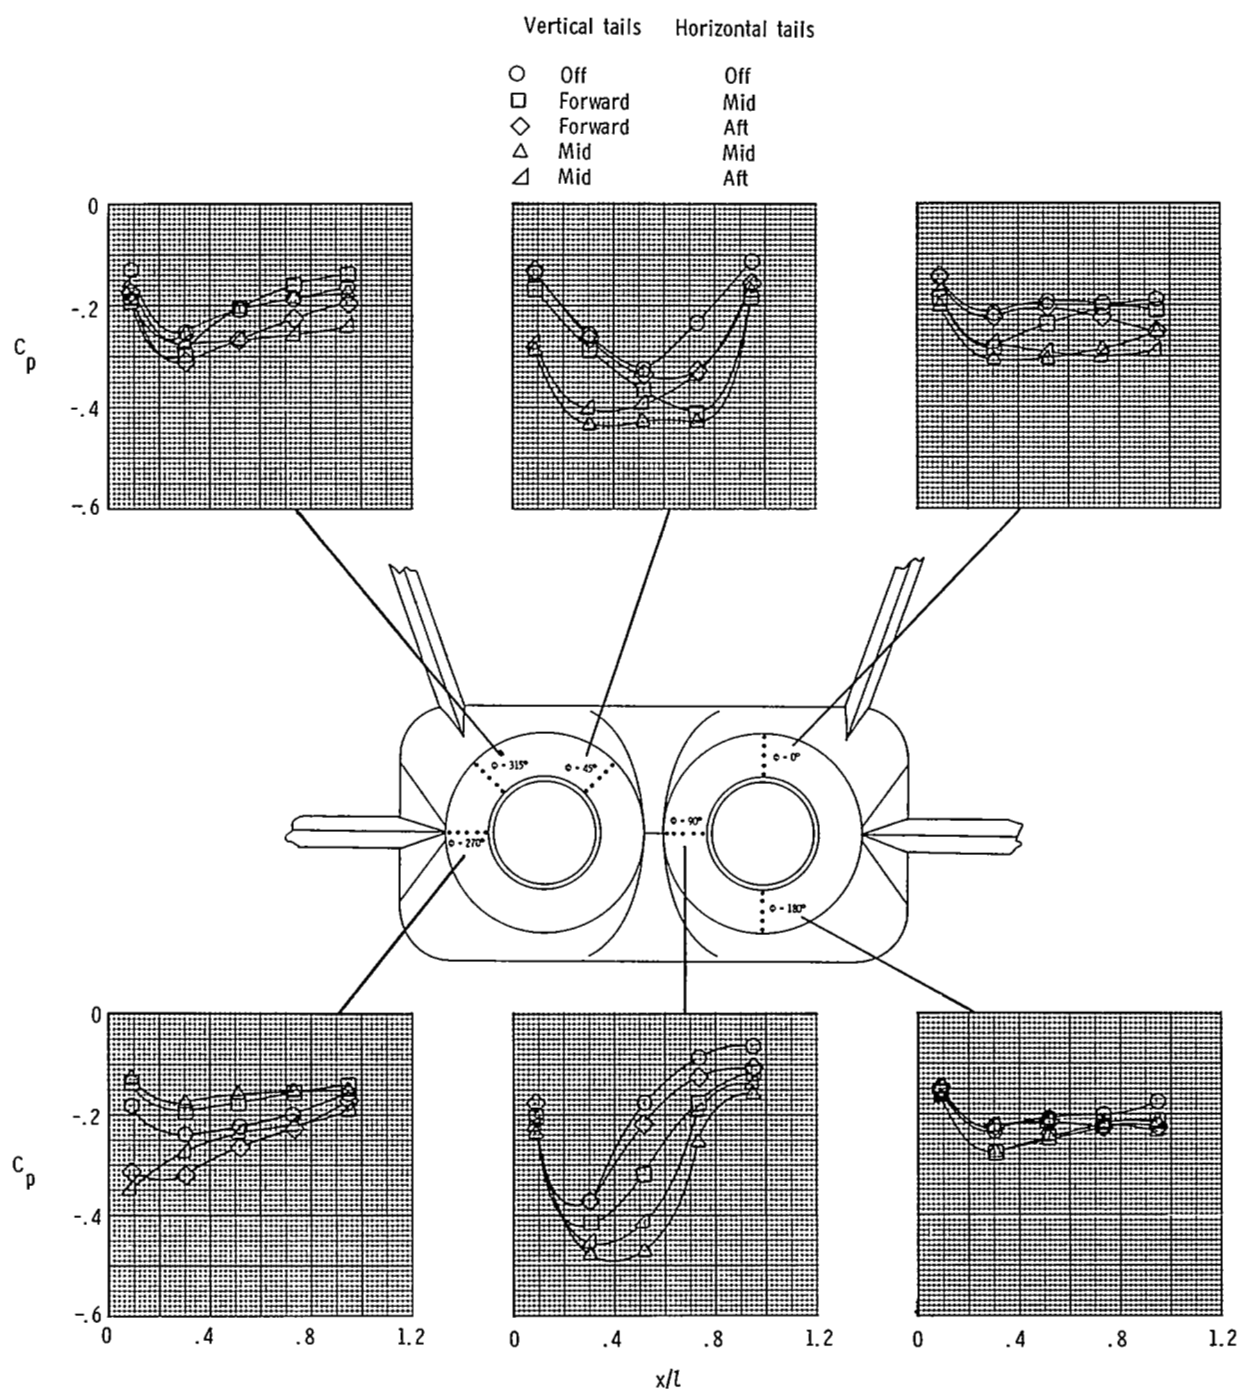 Vertical tails Horizontal tails
Off Off
Forward Mid
Forward Aft
Mid Mid
Mid Aft
0
-.2
-.4
-.6
C_p
Φ = 315°
Φ = 45°
Φ = 0°
Φ = 270°
Φ = 90°
Φ = 180°
0
-.2
-.4
-.6
C_p
0 .4 .8 1.2
0 .4 .8 1.2
0 .4 .8 1.2
x/l